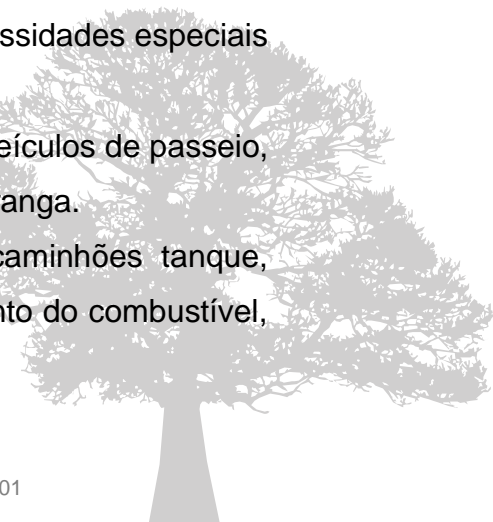 ssidades especiais
eículos de passeio,
anga.
caminhões tanque,
nto do combustível,
01